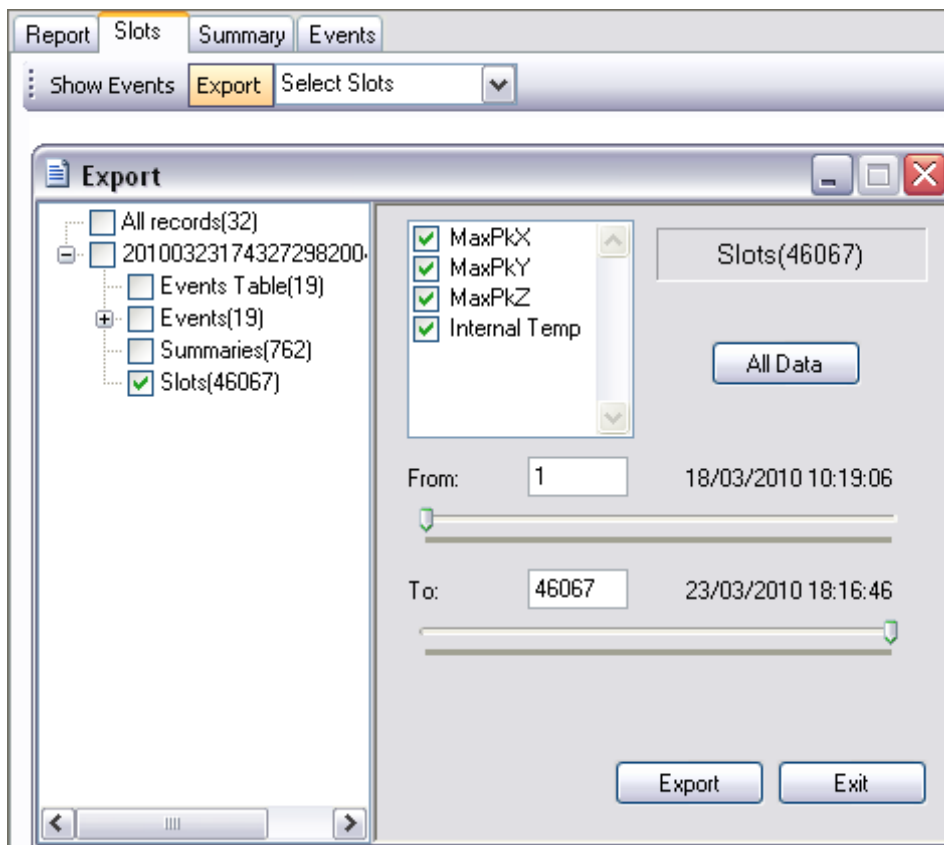 Report Slots Summary Events
Show Events Export Select Slots
Export
All records(32)
20100323174327298200
Events Table(19)
Events(19)
Summaries(762)
Slots(46067)
MaxPkX
MaxPkY
MaxPkZ
Internal Temp
Slots(46067)
All Data
From: 1 18/03/2010 10:19:06
To: 46067 23/03/2010 18:16:46
Export Exit